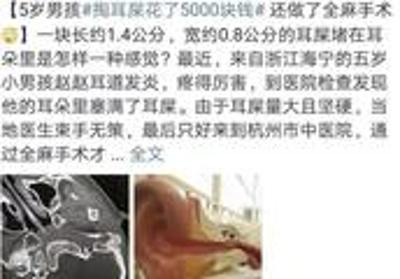 【5岁男孩#掏耳屎花了5000块钱# 还做了全麻手术
】一块长约1.4公分，宽约0.8公分的耳屎堵在耳
朵里是怎样一种感觉？最近，来自浙江海宁的五岁
小男孩赵赵耳道发炎，疼得厉害，到医院检查发现
他的耳朵里塞满了耳屎。由于耳屎量大且坚硬，当
地医生束手无策，最后只好来到杭州市中医院，通
过全麻手术才 ... 全文